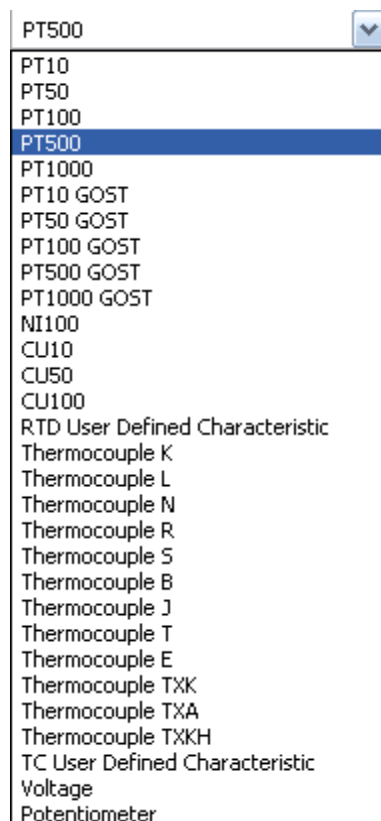 PT500
PT10
PT50
PT100
PT500
PT1000
PT10 GOST
PT50 GOST
PT100 GOST
PT500 GOST
PT1000 GOST
NI100
CU10
CU50
CU100
RTD User Defined Characteristic
Thermocouple K
Thermocouple L
Thermocouple N
Thermocouple R
Thermocouple S
Thermocouple B
Thermocouple J
Thermocouple T
Thermocouple E
Thermocouple TXK
Thermocouple TXA
Thermocouple TXKH
TC User Defined Characteristic
Voltage
Potentiometer